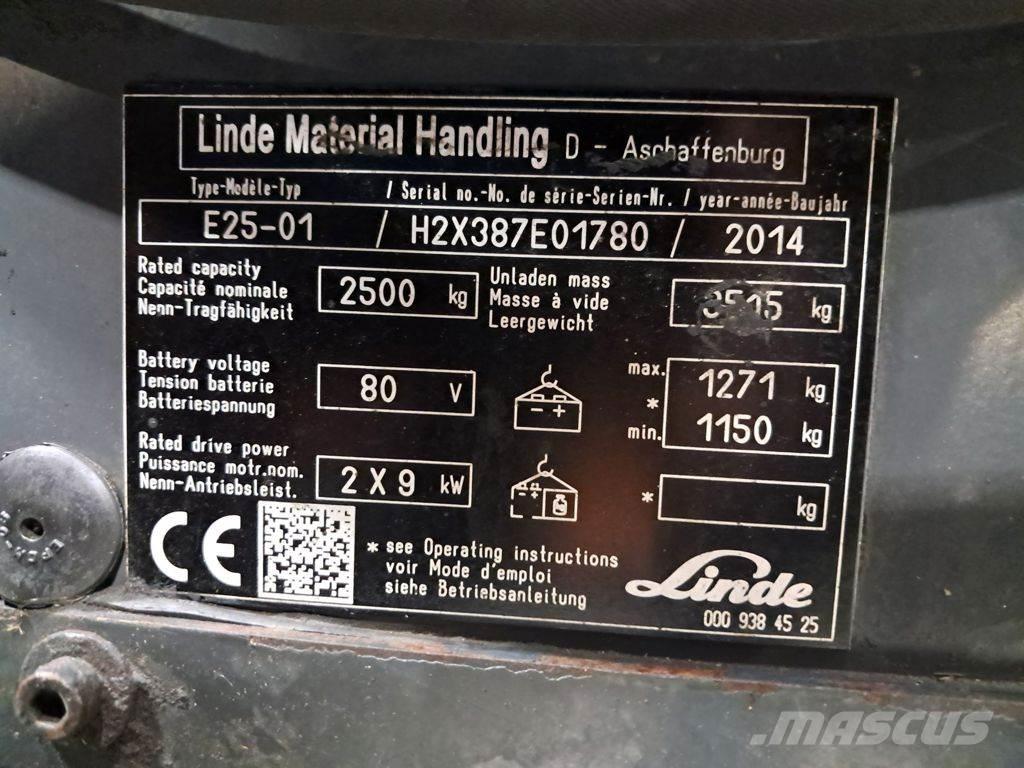 Linde Material Handling D - Aschaffenburg
Type-Modèle-Typ / Serial no.-No. de série-Serien-Nr. / year-année-Baujahr
E25-01 / H2X387E01780 / 2014
Rated capacity
Capacité nominale
Nenn-Tragfähigkeit
2500 kg
Unladen mass
Masse à vide
Leergewicht
kg
Battery voltage
Tension batterie
Batteriespannung
80 V
- +
max. 1271 kg
*
min. 1150 kg
Rated drive power
Puissance motr.nom.
Nenn-Antriebsleist.
2 X 9 kW
- +
* kg
CE
* see Operating instructions
voir Mode d'emploi
siehe Betriebsanleitung
Linde
000 938 45 25
MASCUS